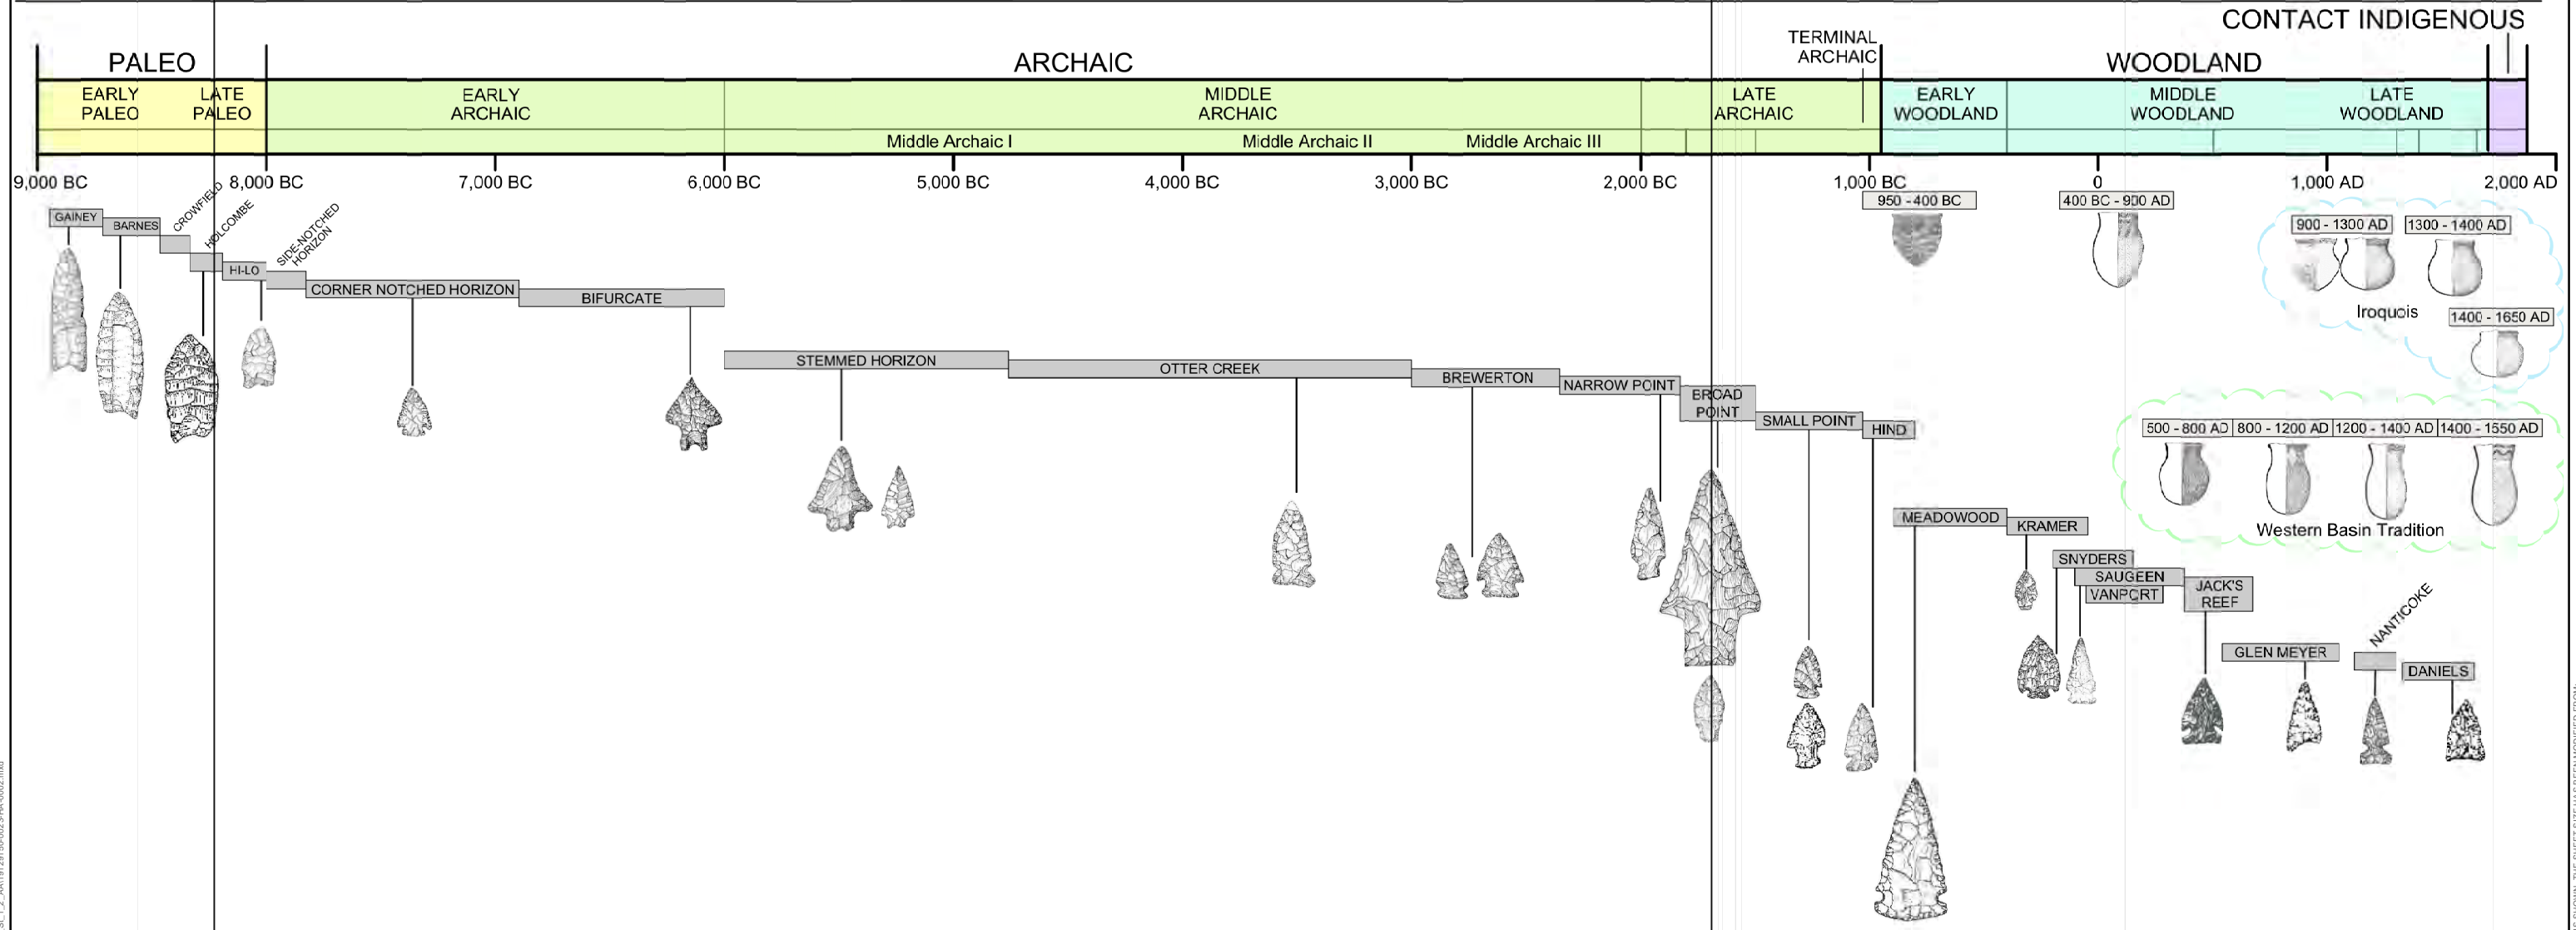 CONTACT INDIGENOUS
PALEO
ARCHAIC
TERMINAL
ARCHAIC
WOODLAND
EARLY
PALEO
LATE
PALEO
EARLY
ARCHAIC
MIDDLE
ARCHAIC
LATE
ARCHAIC
EARLY
WOODLAND
MIDDLE
WOODLAND
LATE
WOODLAND
Middle Archaic I
Middle Archaic II
Middle Archaic III
9,000 BC
8,000 BC
7,000 BC
6,000 BC
5,000 BC
4,000 BC
3,000 BC
2,000 BC
1,000 BC
0
1,000 AD
2,000 AD
GAINEY
BARNES
CROWFIELD
HOLCOMBE
HI-LO
SIDE-NOTCHED
HORIZON
CORNER NOTCHED HORIZON
BIFURCATE
STEMMED HORIZON
OTTER CREEK
BREWERTON
NARROW POINT
BROAD
POINT
SMALL POINT
HIND
950 - 400 BC
400 BC - 900 AD
900 - 1300 AD
1300 - 1400 AD
Iroquois
1400 - 1650 AD
500 - 800 AD
800 - 1200 AD
1200 - 1400 AD
1400 - 1550 AD
Western Basin Tradition
MEADOWOOD
KRAMER
SNYDERS
SAUGEEN
VANPORT
JACK'S
REEF
GLEN MEYER
NANTICOKE
DANIELS